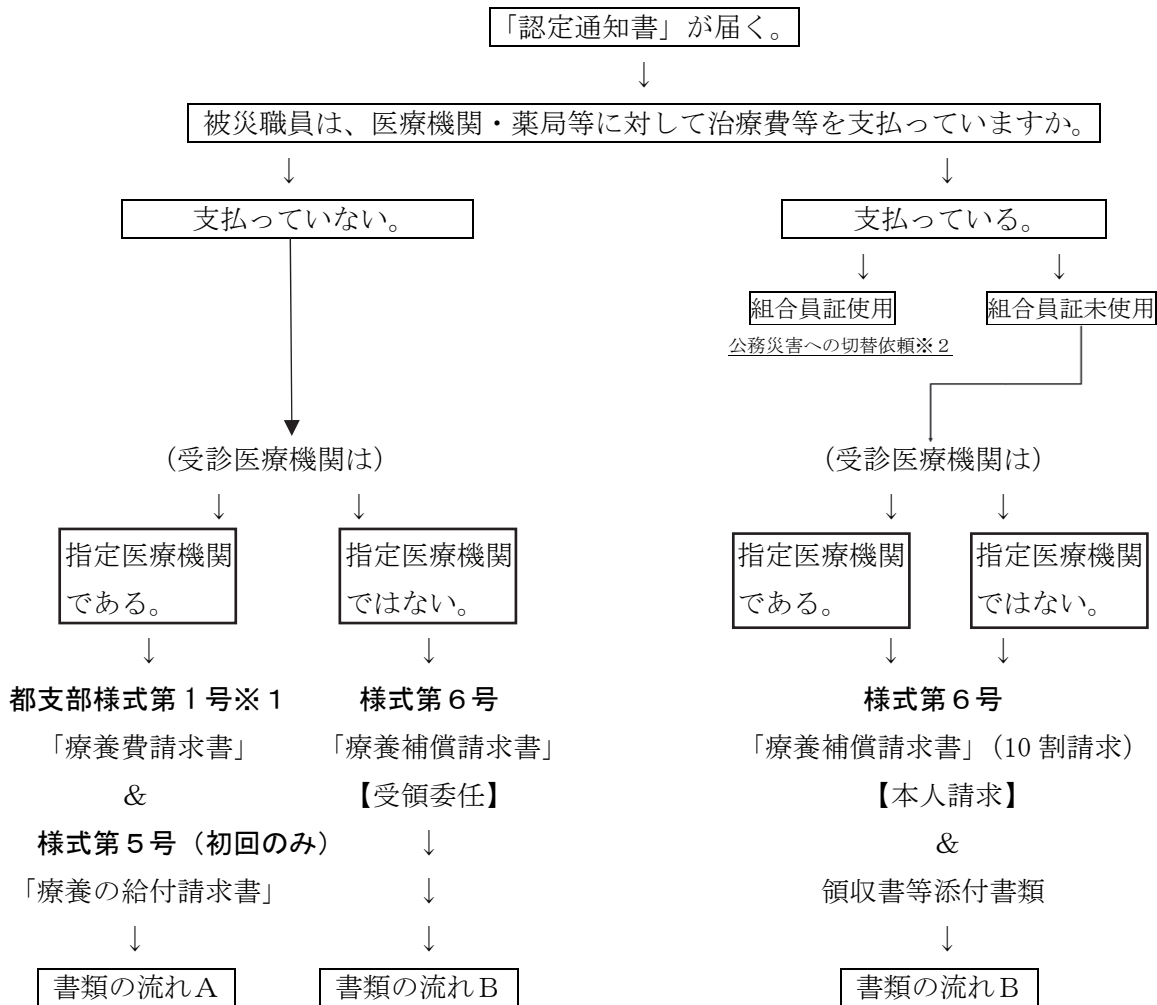 「認定通知書」が届く。
↓
被災職員は、医療機関・薬局等に対して治療費等を支払っていますか。
↓ ↓
支払っていない。 支払っている。
↓ ↓
組合員証使用 組合員証未使用
公務災害への切替依頼※2
(受診医療機関は) (受診医療機関は)
↓ ↓ ↓ ↓
指定医療機関 指定医療機関 指定医療機関 指定医療機関
である。 ではない。 である。 ではない。
↓ ↓ ↓ ↓
都支部様式第1号※1 様式第6号 様式第6号
「療養費請求書」 「療養補償請求書」 「療養補償請求書」(10割請求)
& 【受領委任】 【本人請求】
様式第5号(初回のみ) ↓ &
「療養の給付請求書」 ↓ 領収書等添付書類
↓ ↓ ↓
書類の流れA 書類の流れB 書類の流れB